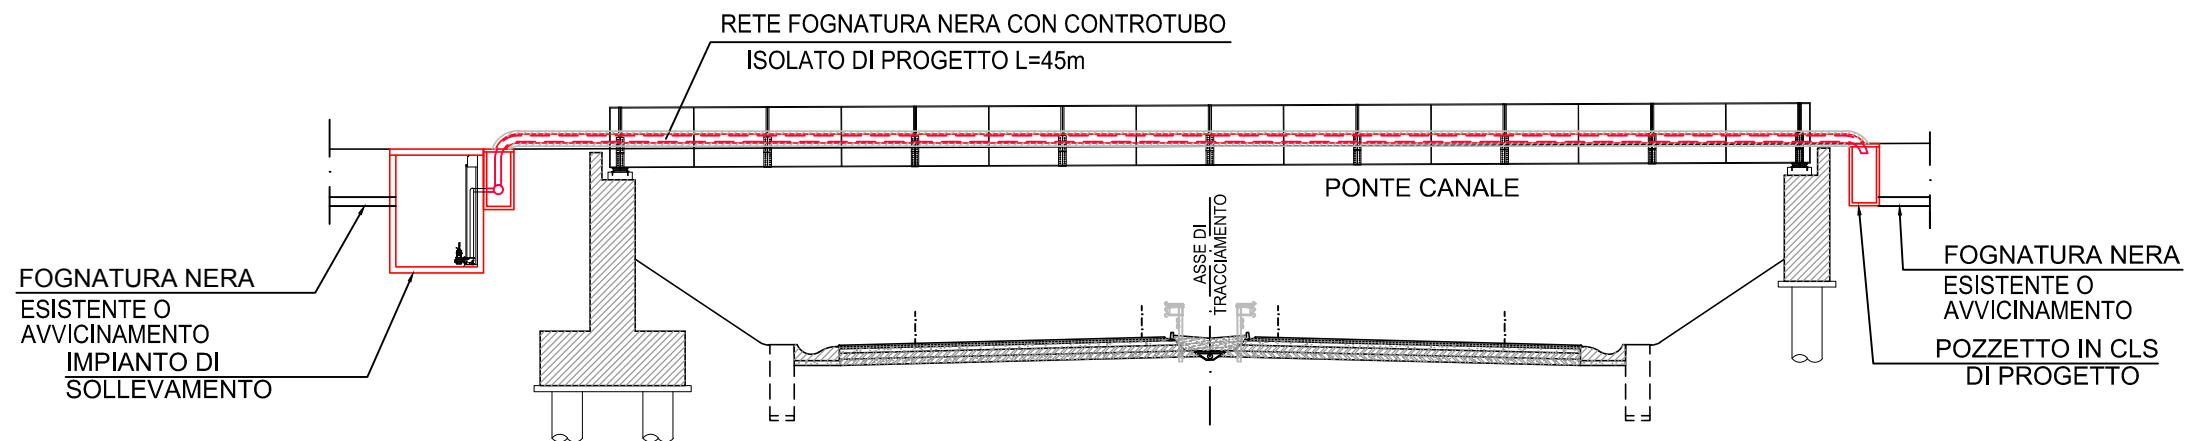 RETE FOGNATURA NERA CON CONTROTUBO
ISOLATO DI PROGETTO L=45m
PONTE CANALE
ASSE DI
TRACCIAMENTO
FOGNATURA NERA
ESISTENTE O
AVVICINAMENTO
IMPIANTO DI
SOLLEVAMENTO
FOGNATURA NERA
ESISTENTE O
AVVICINAMENTO
POZZETTO IN CLS
DI PROGETTO